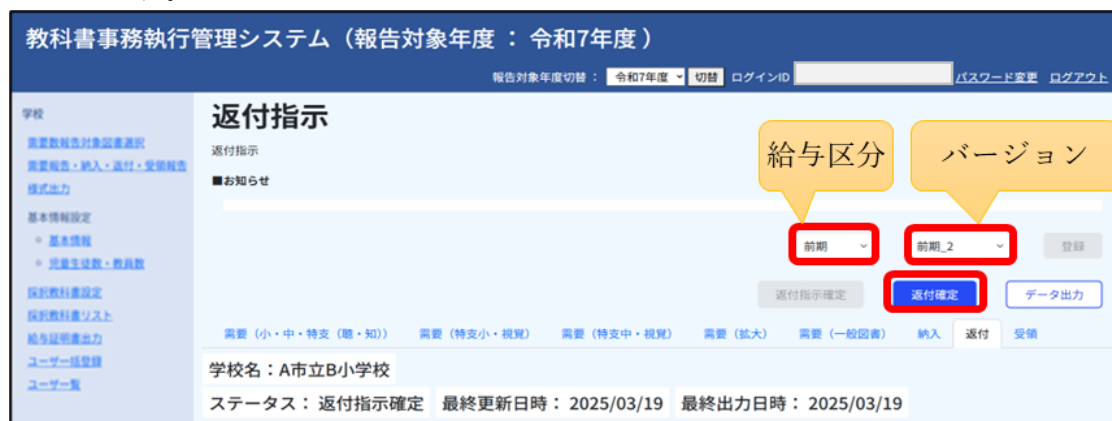 教科書事務執行管理システム（報告対象年度 ： 令和7年度 ）
報告対象年度切替 ： 令和7年度 切替 ログインID パスワード変更 ログアウト
学校
需要数報告対象図書選択
需要報告・納入・返付・受領報告
様式出力
基本情報設定
基本情報
児童生徒数・教員数
採択教科書設定
採択教科書リスト
給与証明書出力
ユーザー一括登録
ユーザ一覧
返付指示
返付指示
■お知らせ
給与区分
バージョン
前期 前期_2 登録
返付指示確定 返付確定 データ出力
需要（小・中・特支（聴・知）） 需要（特支小・視覚） 需要（特支中・視覚） 需要（拡大） 需要（一般図書） 納入 返付 受領
学校名：A市立B小学校
ステータス： 返付指示確定 最終更新日時： 2025/03/19 最終出力日時： 2025/03/19